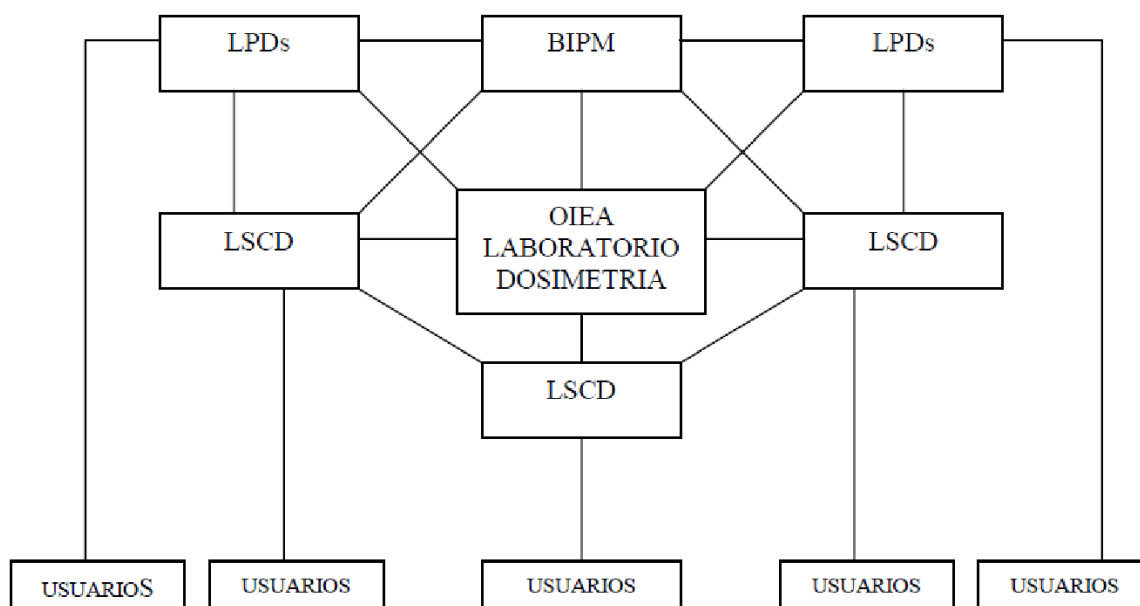 LPDs
BIPM
LPDs
LSCD
OIEA
LABORATORIO
DOSIMETRIA
LSCD
LSCD
USUARIOS
USUARIOS
USUARIOS
USUARIOS
USUARIOS